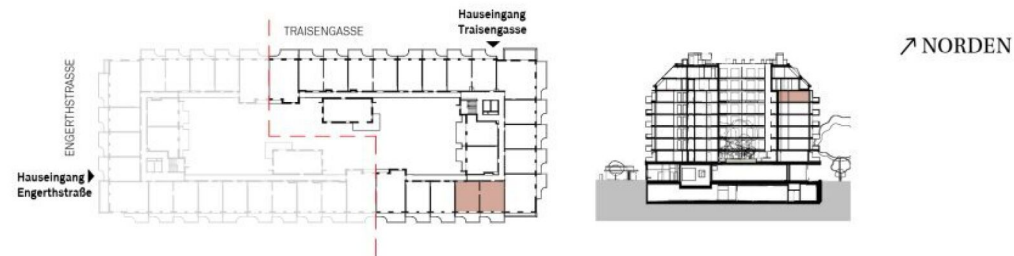 Hauseingang
Traisengasse
TRAISENGASSE
↗ NORDEN
ENGERTHSTRASSE
Hauseingang
Engerthstraße